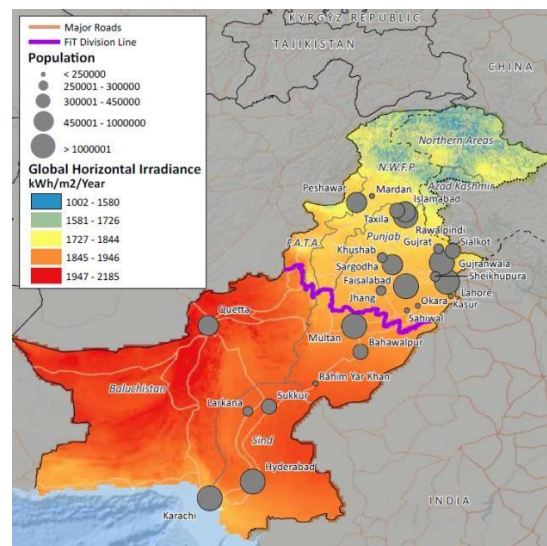 KYRGYZ REPUBLIC
TAJIKISTAN
CHINA
Major Roads
FiT Division Line
Population
< 250000
250001 - 300000
300001 - 450000
450001 - 1000000
> 1000001
Global Horizontal Irradiance
kWh/m2/Year
1002 - 1580
1581 - 1726
1727 - 1844
1845 - 1946
1947 - 2185
Northern Areas
N.W.F.P.
Azad Kashmir
Peshawar
Mardan
Islamabad
Taxila
Rawalpindi
F.A.T.A.
Punjab
Gujrat
Sialkot
Khushab
Gujranwala
Sargodha
Sheikhupura
Faisalabad
Lahore
Jhang
Okara
Kasur
Sahiwal
Quetta
Multan
Bahawalpur
Rahim Yar Khan
Baluchistan
Larkana
Sukkur
Sind
Hyderabad
Karachi
INDIA